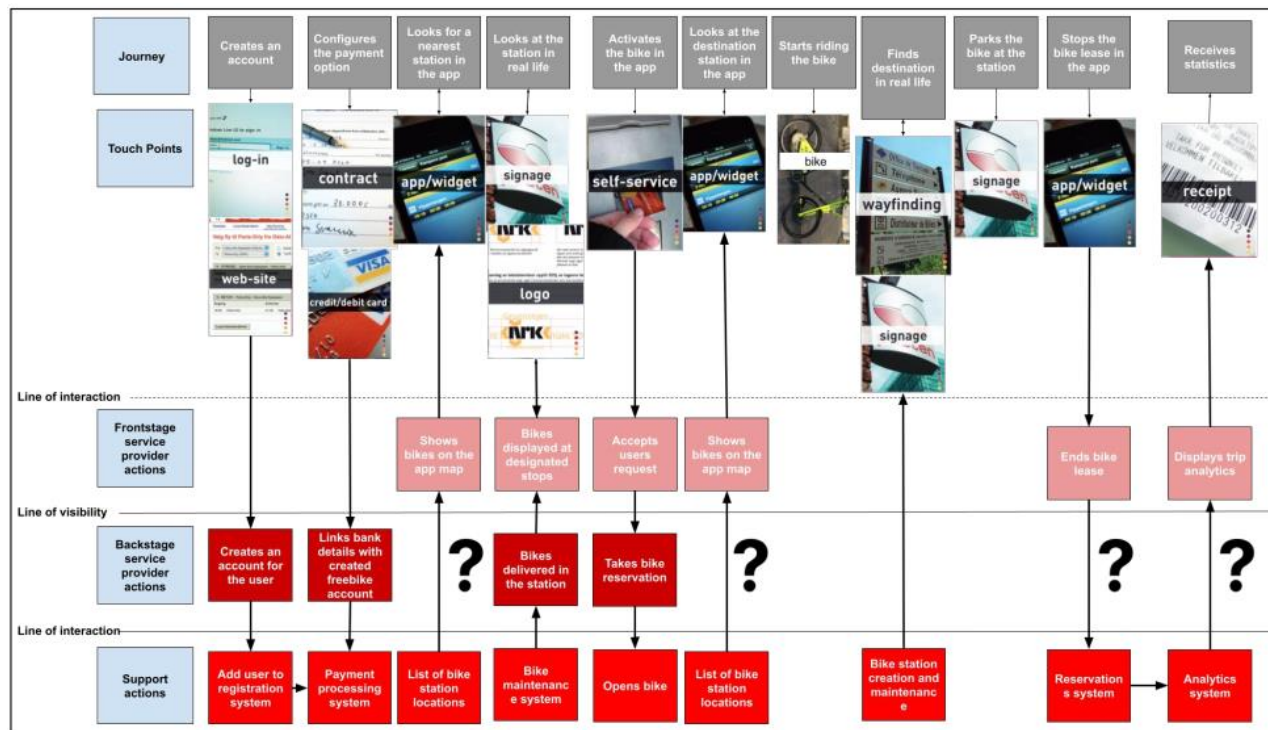 Journey
Creates an
account
Configures
the payment
option
Looks for a
nearest
station in
the app
Looks at the
station in
real life
Activates
the bike in
the app
Looks at the
destination
station in
the app
Starts riding
the bike
Finds
destination
in real life
Parks the
bike at the
station
Stops the
bike lease in
the app
Receives
statistics
Touch Points
log-in
web-site
contract
VISA
credit/debit card
app/widget
signage
NRK
logo
NRK
self-service
app/widget
bike
wayfinding
signage
signage
app/widget
receipt
200200312
Line of interaction
Frontstage
service
provider
actions
Shows
bikes on the
app map
Bikes
displayed at
designated
stops
Accepts
users
request
Shows
bikes on the
app map
Ends bike
lease
Displays trip
analytics
Line of visibility
Backstage
service
provider
actions
Creates an
account for
the user
Links bank
details with
created
freebike
account
?
Bikes
delivered in
the station
Takes bike
reservation
?
?
?
Line of interaction
Support
actions
Add user to
registration
system
Payment
processing
system
List of bike
station
locations
Bike
maintenanc
e system
Opens bike
List of bike
station
locations
Bike station
creation and
maintenanc
e
Reservation
s system
Analytics
system